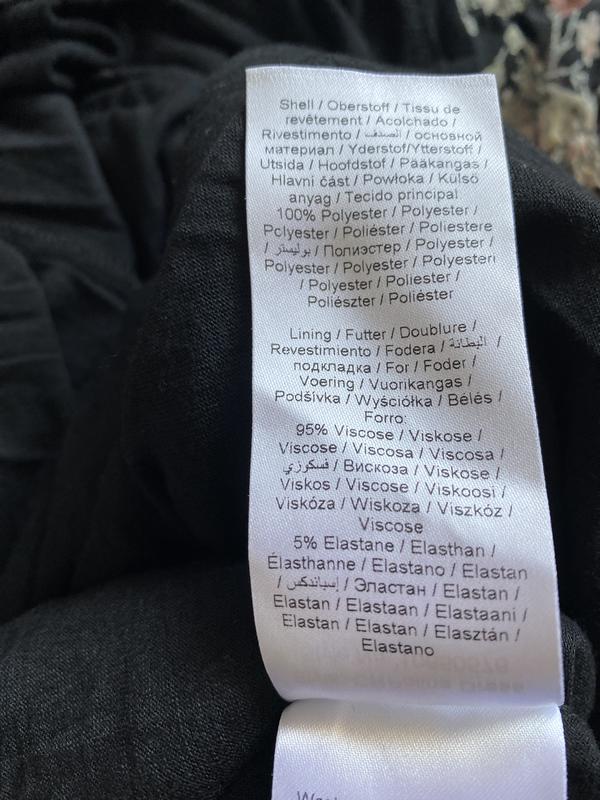 Shell / Oberstoff / Tissu de
revêtement / Acolchado /
Rivestimento / الصدف / основной
материал / Yderstof/Ytterstoff /
Utsida / Hoofdstof / Pääkangas /
Hlavní část / Powłoka / Külső
anyag / Tecido principal
100% Polyester / Polyester /
Pclyester / Poliéster / Poliestere
/ بوليستر / Полиэстер / Polyester /
Polyester / Polyester / Polyesteri
/ Polyester / Poliester /
Poliészter / Poliéster
Lining / Futter / Doublure /
Revestimiento / Fodera / البطانة /
подкладка / For / Foder /
Voering / Vuorikangas /
Podšívka / Wyściółka / Bélés /
Forro:
95% Viscose / Viskose /
Viscose / Viscosa / Viscosa /
فسكوزي / Вискоза / Viskose /
Viskos / Viscose / Viskoosi /
Viskóza / Wiskoza / Viszkóz /
Viscose
5% Elastane / Elasthan /
Élasthanne / Elastano / Elastan
/ إسباندكس / Эластан / Elastan /
Elastan / Elastaan / Elastaani /
Elastan / Elastan / Elasztán /
Elastano